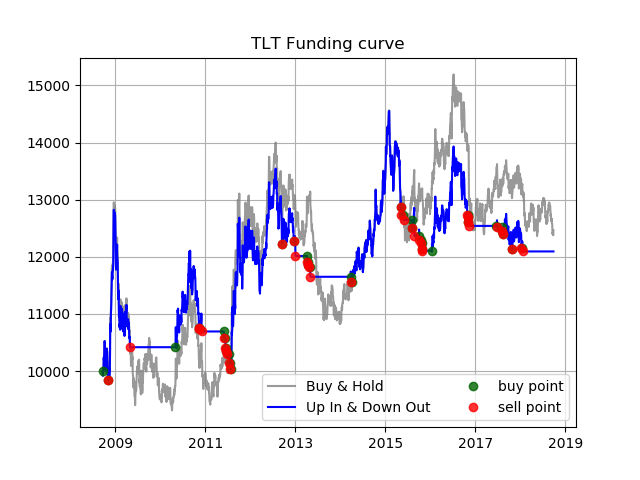 TLT Funding curve
15000
14000
13000
12000
11000
10000
2009 2011 2013 2015 2017 2019
Buy & Hold
Up In & Down Out
buy point
sell point